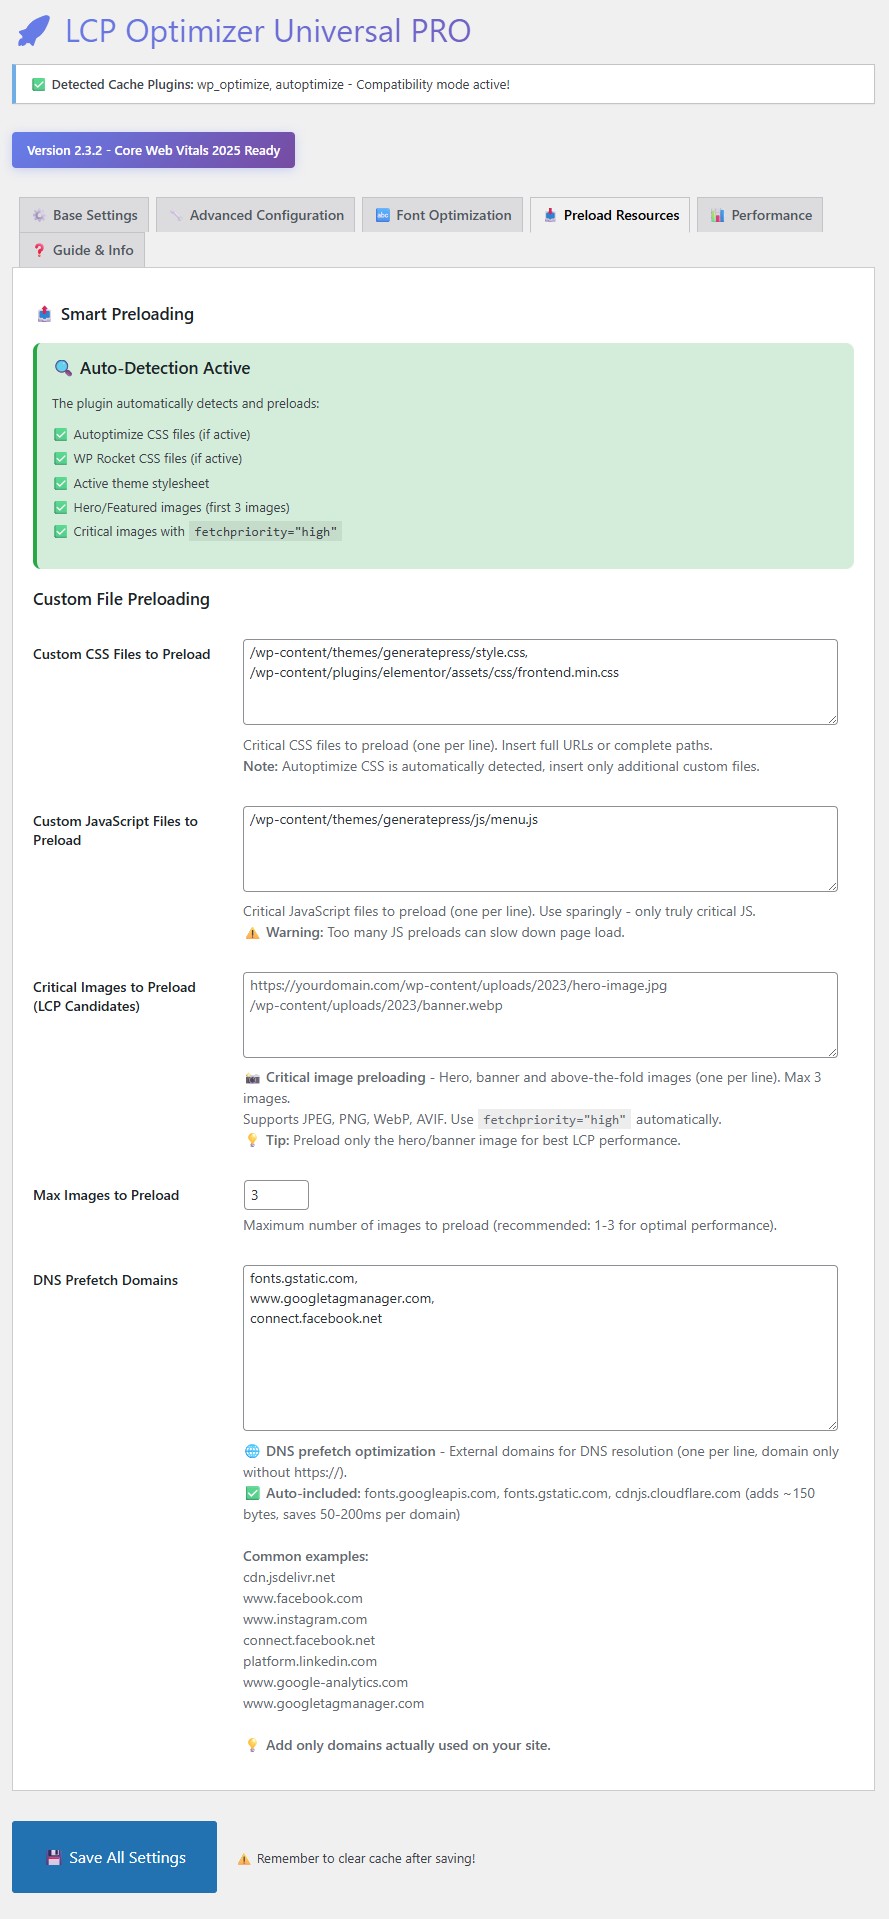 LCP Optimizer Universal PRO
Detected Cache Plugins: wp_optimize, autoptimize - Compatibility mode active!
Version 2.3.2 - Core Web Vitals 2025 Ready
Base Settings
Advanced Configuration
abc
Font Optimization
Preload Resources
Performance
Guide & Info
Smart Preloading
Auto-Detection Active
The plugin automatically detects and preloads:
Autoptimize CSS files (if active)
WP Rocket CSS files (if active)
Active theme stylesheet
Hero/Featured images (first 3 images)
Critical images with fetchpriority="high"
Custom File Preloading
Custom CSS Files to Preload
/wp-content/themes/generatepress/style.css,
/wp-content/plugins/elementor/assets/css/frontend.min.css
Critical CSS files to preload (one per line). Insert full URLs or complete paths.
Note: Autoptimize CSS is automatically detected, insert only additional custom files.
Custom JavaScript Files to
Preload
/wp-content/themes/generatepress/js/menu.js
Critical JavaScript files to preload (one per line). Use sparingly - only truly critical JS.
Warning: Too many JS preloads can slow down page load.
Critical Images to Preload
(LCP Candidates)
https://yourdomain.com/wp-content/uploads/2023/hero-image.jpg
/wp-content/uploads/2023/banner.webp
Critical image preloading - Hero, banner and above-the-fold images (one per line). Max 3
images.
Supports JPEG, PNG, WebP, AVIF. Use fetchpriority="high" automatically.
Tip: Preload only the hero/banner image for best LCP performance.
Max Images to Preload
3
Maximum number of images to preload (recommended: 1-3 for optimal performance).
DNS Prefetch Domains
fonts.gstatic.com,
www.googletagmanager.com,
connect.facebook.net
DNS prefetch optimization - External domains for DNS resolution (one per line, domain only
without https://).
Auto-included: fonts.googleapis.com, fonts.gstatic.com, cdnjs.cloudflare.com (adds ~150
bytes, saves 50-200ms per domain)
Common examples:
cdn.jsdelivr.net
www.facebook.com
www.instagram.com
connect.facebook.net
platform.linkedin.com
www.google-analytics.com
www.googletagmanager.com
Add only domains actually used on your site.
Save All Settings
Remember to clear cache after saving!